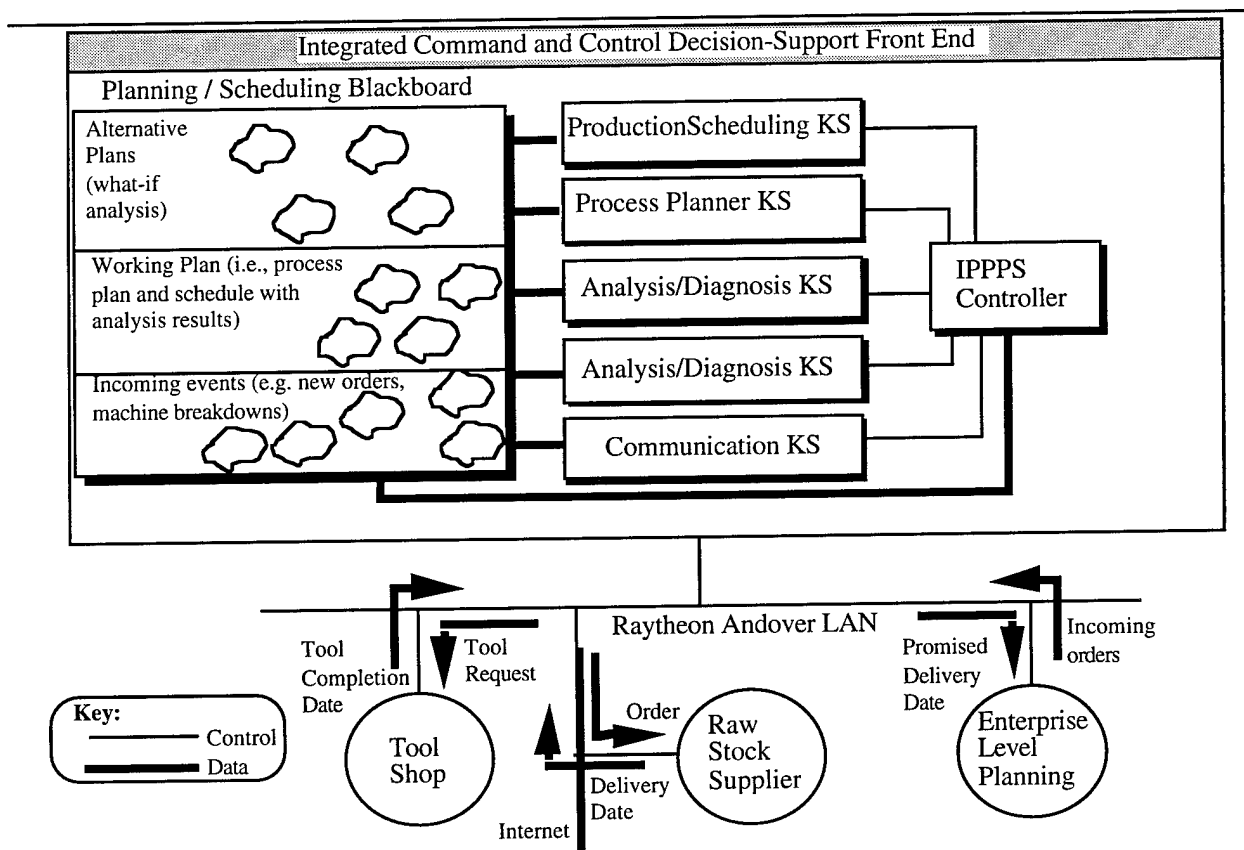 Integrated Command and Control Decision-Support Front End
Planning / Scheduling Blackboard
Alternative
Plans
(what-if
analysis)
Working Plan (i.e., process
plan and schedule with
analysis results)
Incoming events (e.g. new orders,
machine breakdowns)
ProductionScheduling KS
Process Planner KS
Analysis/Diagnosis KS
Analysis/Diagnosis KS
Communication KS
IPPPS
Controller
Raytheon Andover LAN
Tool
Completion
Date
Tool
Request
Promised
Delivery
Date
Incoming
orders
Key:
Control
Data
Tool
Shop
Order
Raw
Stock
Supplier
Delivery
Date
Internet
Enterprise
Level
Planning